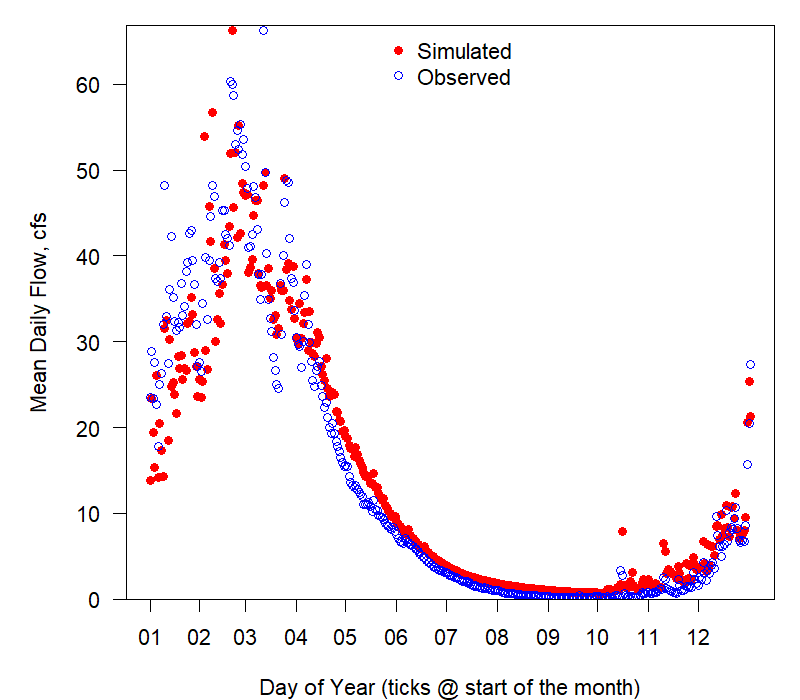 Simulated
Observed
Mean Daily Flow, cfs
60
50
40
30
20
10
0
01 02 03 04 05 06 07 08 09 10 11 12
Day of Year (ticks @ start of the month)